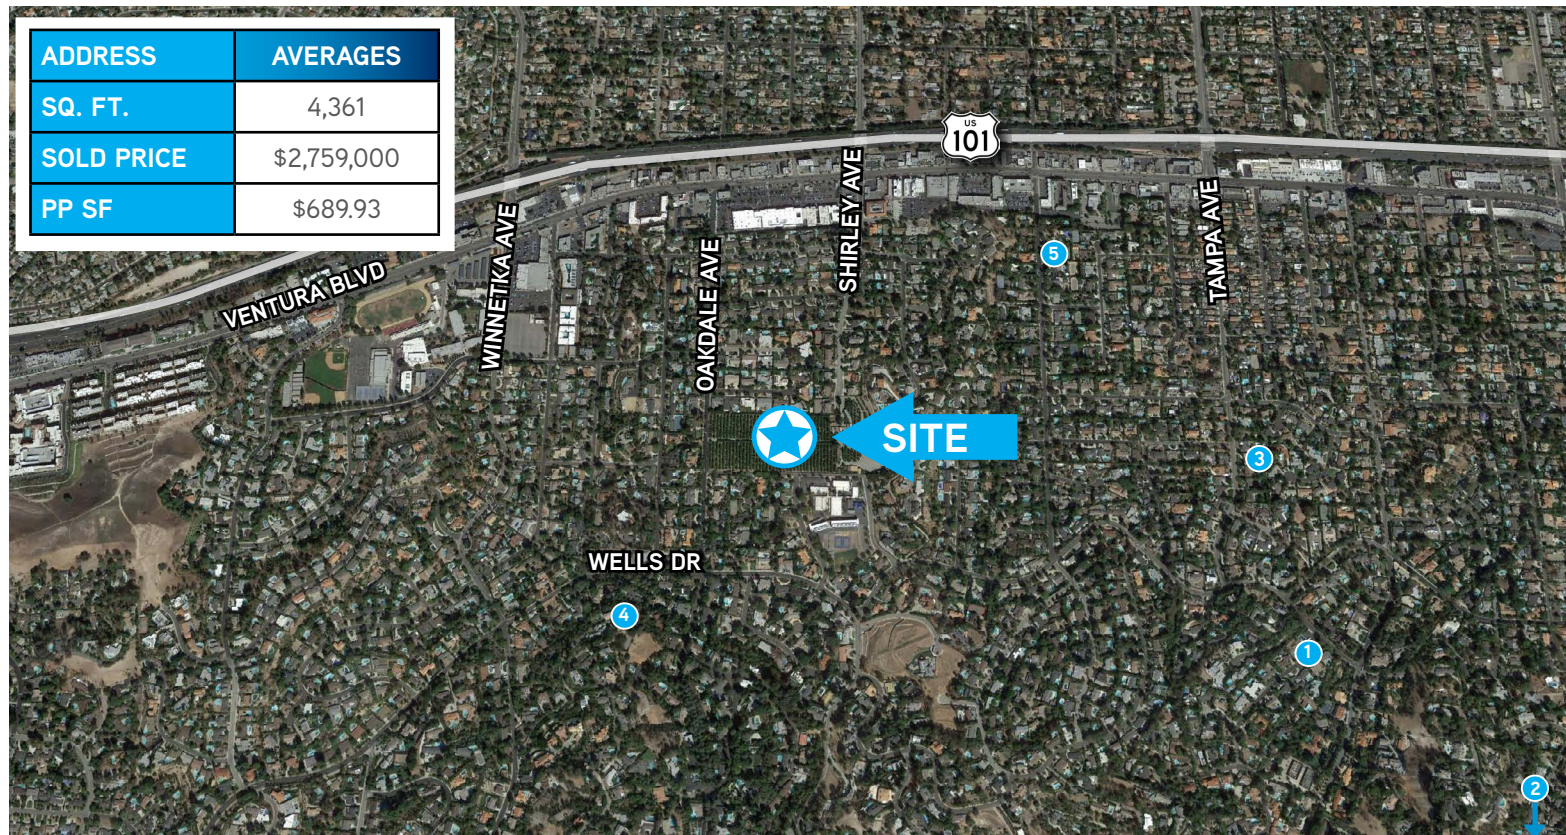 ADDRESS AVERAGES
SQ. FT. 4,361
SOLD PRICE $2,759,000
PP SF $689.93
US
101
SHIRLEY AVE
TAMPA AVE
WINNETKA AVE
OAKDALE AVE
5
VENTURA BLVD
SITE
3
WELLS DR
4
1
2